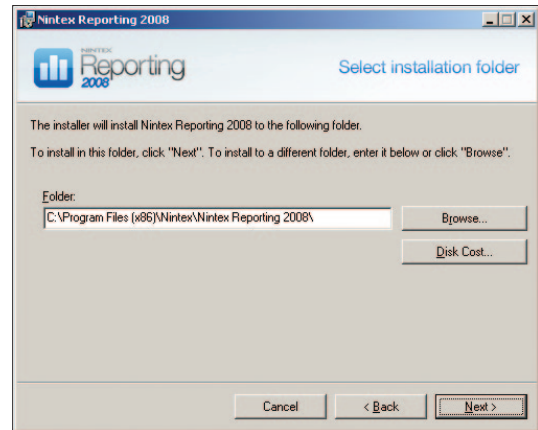 Nintex Reporting 2008
NINTEX
Reporting
2008
Select installation folder
The installer will install Nintex Reporting 2008 to the following folder.
To install in this folder, click "Next". To install to a different folder, enter it below or click "Browse".
Folder:
C:\Program Files (x86)\Nintex\Nintex Reporting 2008\
Browse...
Disk Cost...
Cancel
< Back
Next >